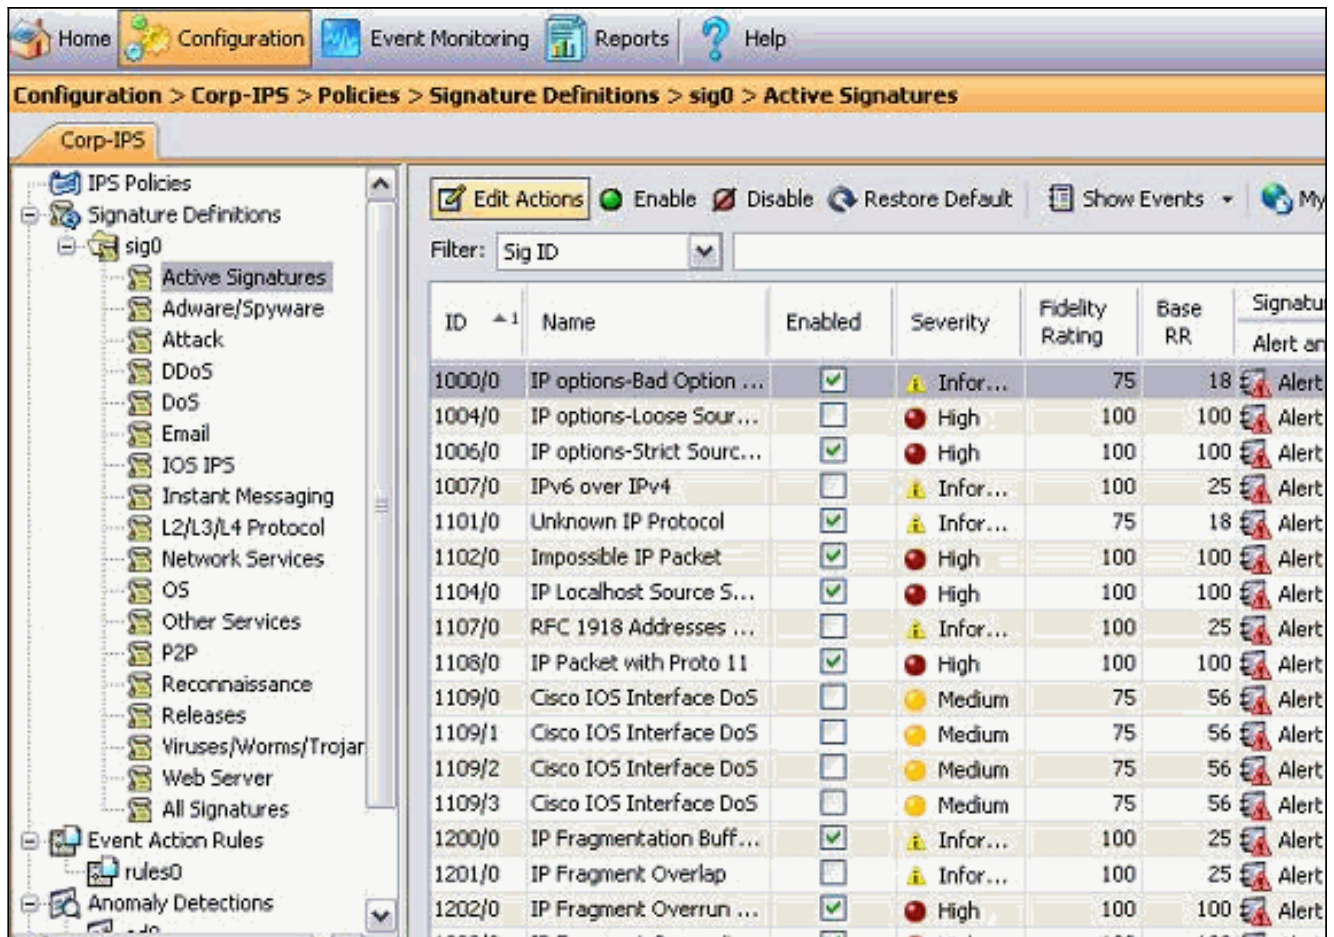 Home Configuration Event Monitoring Reports Help
Configuration > Corp-IPS > Policies > Signature Definitions > sig0 > Active Signatures
Corp-IPS
IPS Policies
Signature Definitions
sig0
Active Signatures
Adware/Spyware
Attack
DDoS
DoS
Email
IOS IPS
Instant Messaging
L2/L3/L4 Protocol
Network Services
OS
Other Services
P2P
Reconnaissance
Releases
Viruses/Worms/Trojar
Web Server
All Signatures
Event Action Rules
rules0
Anomaly Detections
Edit Actions Enable Disable Restore Default Show Events My
Filter: Sig ID
ID 1 Name Enabled Severity Fidelity Rating Base RR Signatur
Alert an
1000/0 IP options-Bad Option ... Infor... 75 18 Alert
1004/0 IP options-Loose Sour... High 100 100 Alert
1006/0 IP options-Strict Sourc... High 100 100 Alert
1007/0 IPv6 over IPv4 Infor... 100 25 Alert
1101/0 Unknown IP Protocol Infor... 75 18 Alert
1102/0 Impossible IP Packet High 100 100 Alert
1104/0 IP Localhost Source S... High 100 100 Alert
1107/0 RFC 1918 Addresses ... Infor... 100 25 Alert
1108/0 IP Packet with Proto 11 High 100 100 Alert
1109/0 Cisco IOS Interface DoS Medium 75 56 Alert
1109/1 Cisco IOS Interface DoS Medium 75 56 Alert
1109/2 Cisco IOS Interface DoS Medium 75 56 Alert
1109/3 Cisco IOS Interface DoS Medium 75 56 Alert
1200/0 IP Fragmentation Buff... Infor... 100 25 Alert
1201/0 IP Fragment Overlap Infor... 100 25 Alert
1202/0 IP Fragment Overrun ... High 100 100 Alert